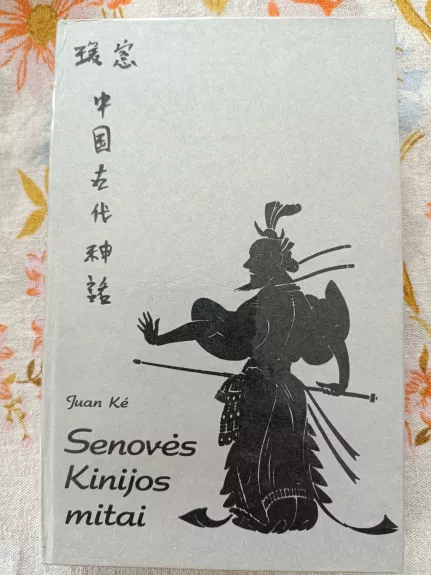 中国古代神話
Juan Ké
Senovės
Kinijos
mitai